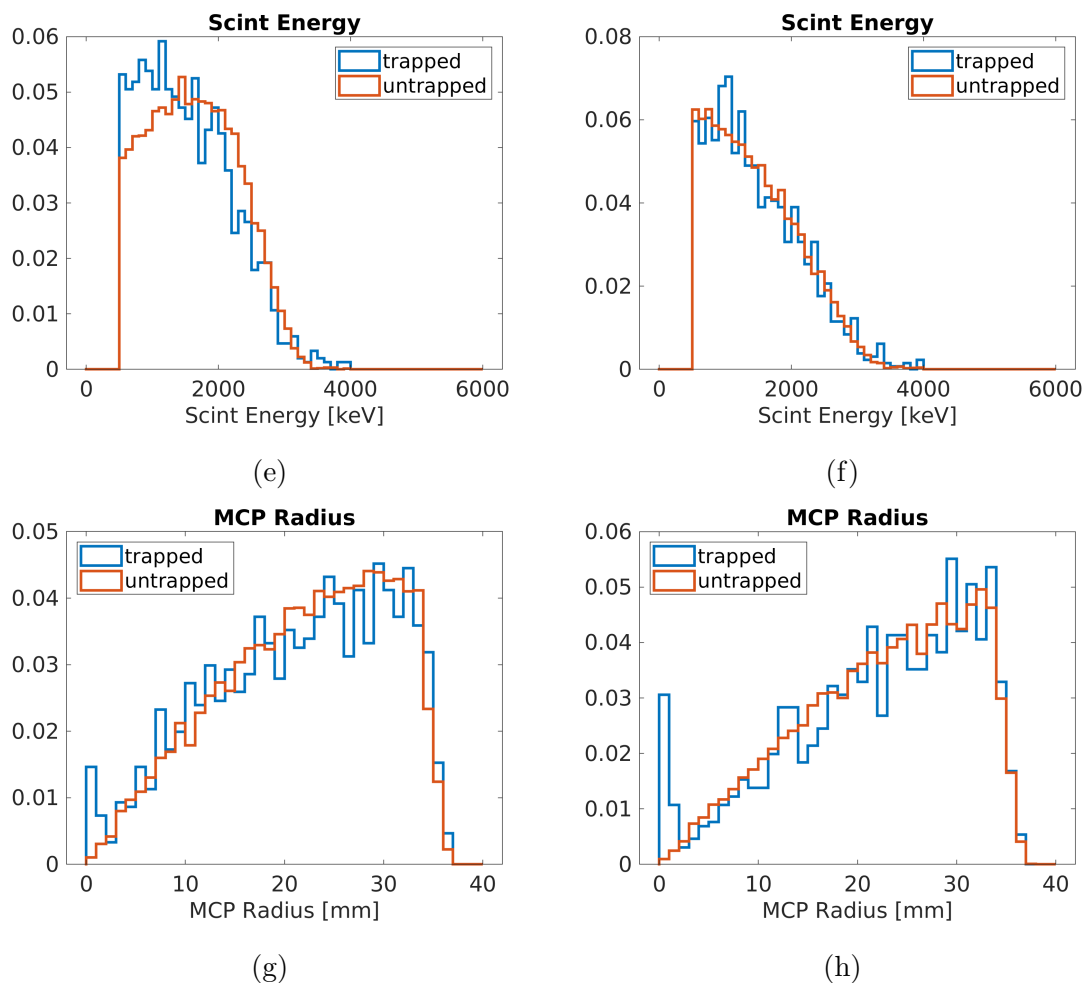 Scint Energy
0.06
0.05
0.04
0.03
0.02
0.01
0
trapped
untrapped
0 2000 4000 6000
Scint Energy [keV]
(e)
Scint Energy
0.08
0.06
0.04
0.02
0
trapped
untrapped
0 2000 4000 6000
Scint Energy [keV]
(f)
MCP Radius
0.05
0.04
0.03
0.02
0.01
0
trapped
untrapped
0 10 20 30 40
MCP Radius [mm]
(g)
MCP Radius
0.06
0.05
0.04
0.03
0.02
0.01
0
trapped
untrapped
0 10 20 30 40
MCP Radius [mm]
(h)